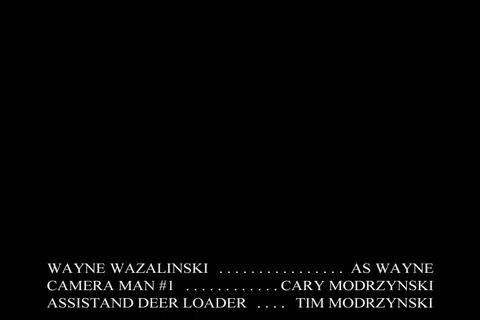 WAYNE WAZALINSKI ................ AS WAYNE
CAMERA MAN #1 ............ CARY MODRZYNSKI
ASSISTAND DEER LOADER .... TIM MODRZYNSKI